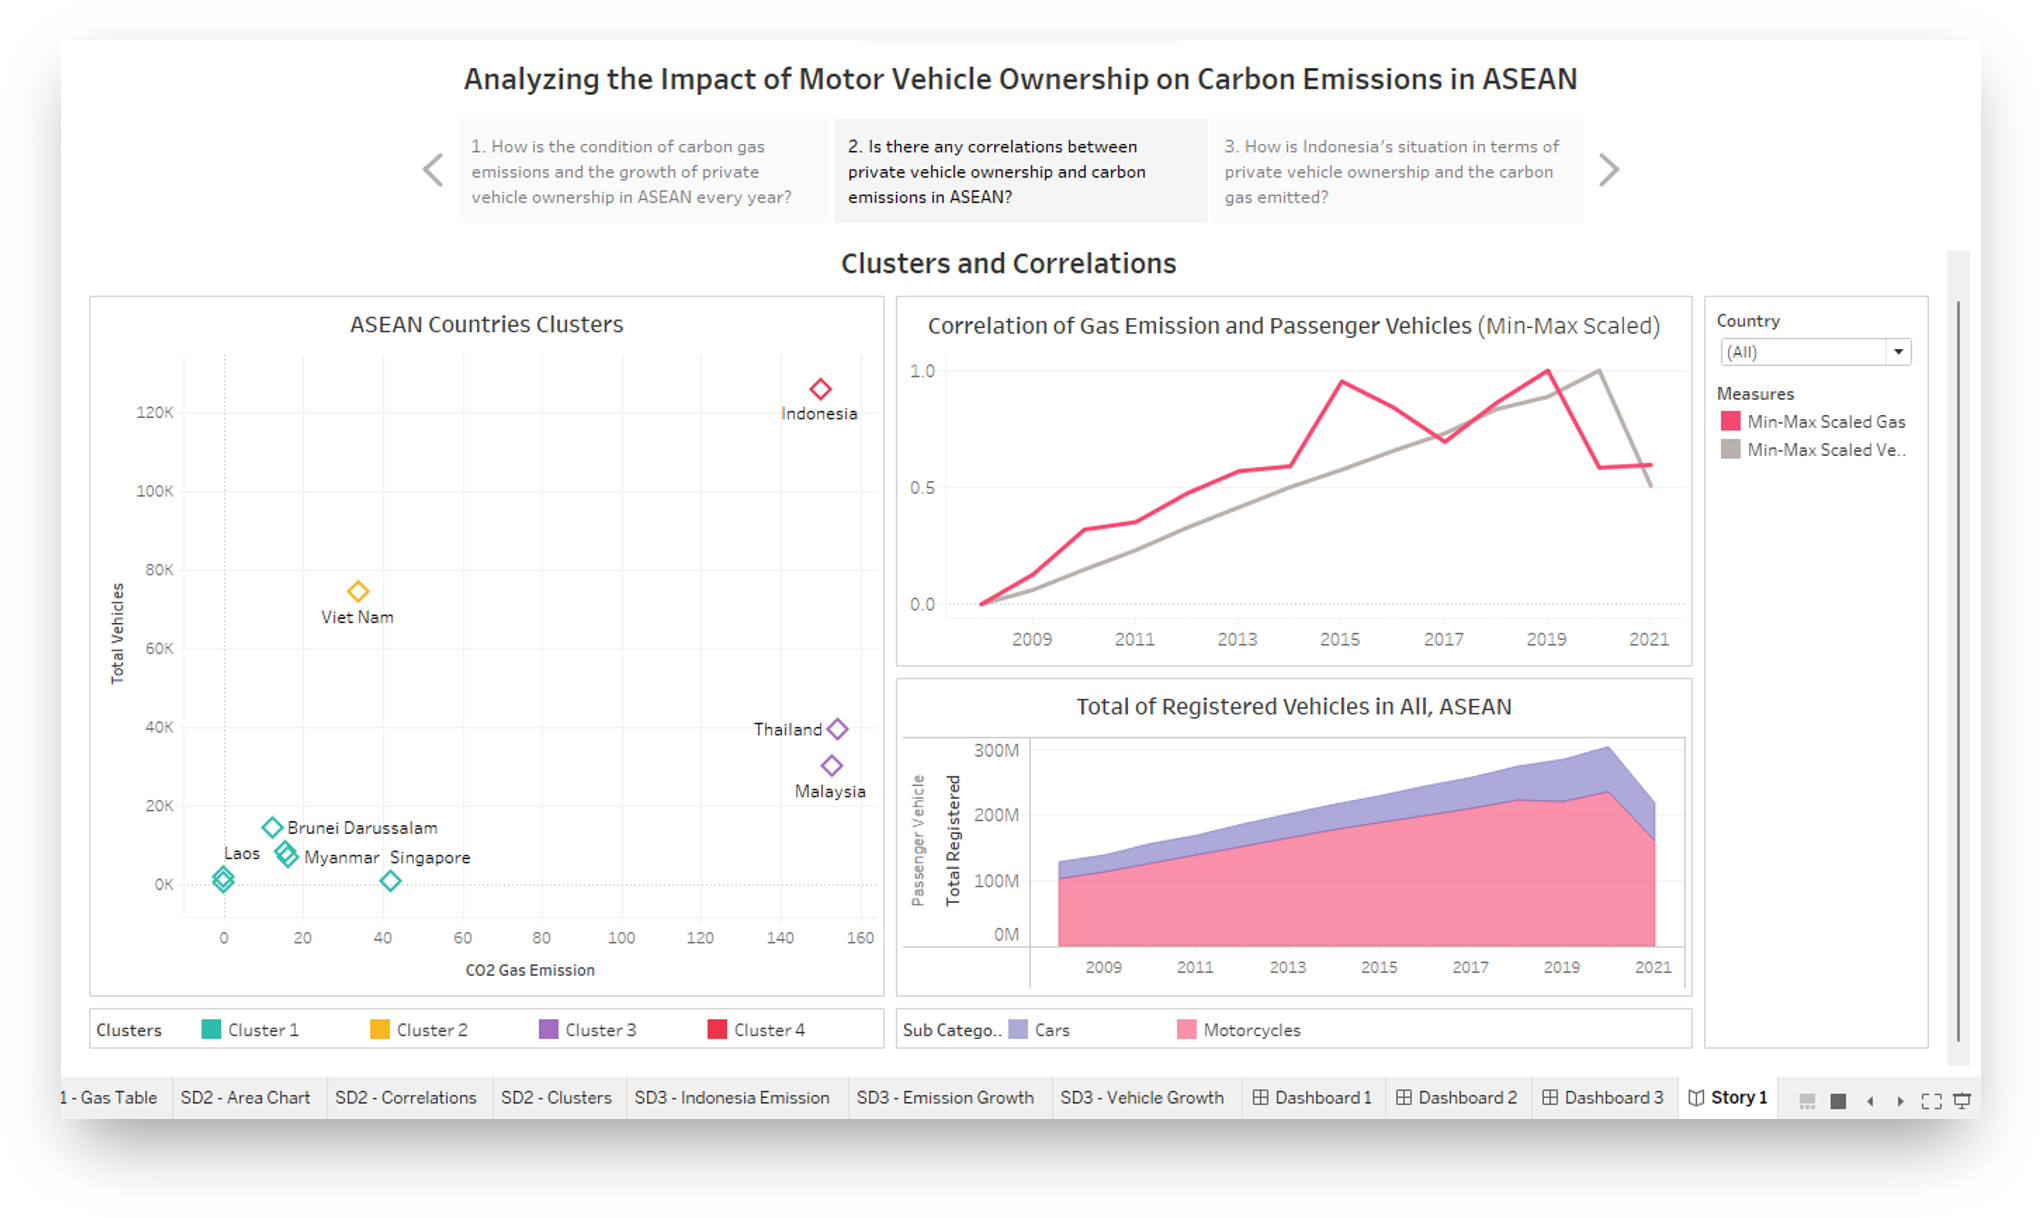 Analyzing the Impact of Motor Vehicle Ownership on Carbon Emissions in ASEAN
1. How is the condition of carbon gas
emissions and the growth of private
vehicle ownership in ASEAN every year?
2. Is there any correlations between
private vehicle ownership and carbon
emissions in ASEAN?
3. How is Indonesia's situation in terms of
private vehicle ownership and the carbon
gas emitted?
Clusters and Correlations
ASEAN Countries Clusters
Total Vehicles
120K
100K
80K
60K
40K
20K
0K
Indonesia
Viet Nam
Thailand
Malaysia
Brunei Darussalam
Laos
Myanmar
Singapore
0
20
40
60
80
100
120
140
160
CO2 Gas Emission
Clusters
Cluster 1
Cluster 2
Cluster 3
Cluster 4
Correlation of Gas Emission and Passenger Vehicles (Min-Max Scaled)
1.0
0.5
0.0
2009
2011
2013
2015
2017
2019
2021
Total of Registered Vehicles in All, ASEAN
Passenger Vehicle
Total Registered
300M
200M
100M
0M
2009
2011
2013
2015
2017
2019
2021
Sub Catego..
Cars
Motorcycles
Country
(All)
Measures
Min-Max Scaled Gas
Min-Max Scaled Ve..
1 - Gas Table
SD2 - Area Chart
SD2 - Correlations
SD2 - Clusters
SD3 - Indonesia Emission
SD3 - Emission Growth
SD3 - Vehicle Growth
Dashboard 1
Dashboard 2
Dashboard 3
Story 1